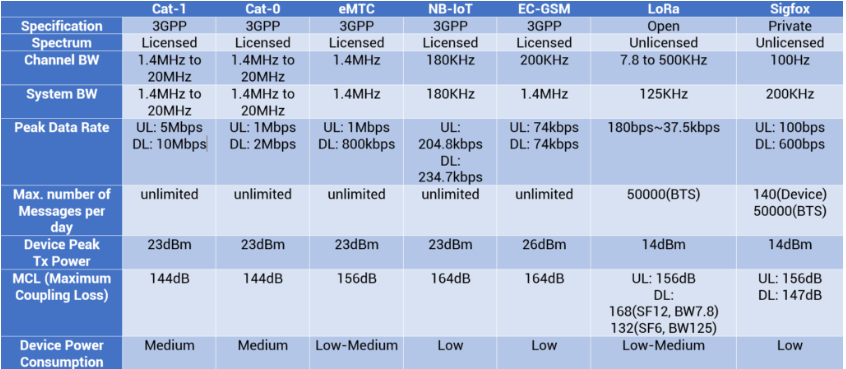 Cat-1 Cat-0 eMTC NB-IoT EC-GSM LoRa Sigfox
Specification 3GPP 3GPP 3GPP 3GPP 3GPP Open Private
Spectrum Licensed Licensed Licensed Licensed Licensed Unlicensed Unlicensed
Channel BW 1.4MHz to 1.4MHz to 1.4MHz 180KHz 200KHz 7.8 to 500KHz 100Hz
20MHz 20MHz
System BW 1.4MHz to 1.4MHz to 1.4MHz 180KHz 1.4MHz 125KHz 200KHz
20MHz 20MHz
Peak Data Rate UL: 5Mbps UL: 1Mbps UL: 1Mbps UL: UL: 74kbps 180bps~37.5kbps UL: 100bps
DL: 10Mbps DL: 2Mbps DL: 800kbps 204.8kbps DL: 74kbps DL: 600bps
DL:
234.7kbps
Max. number of unlimited unlimited unlimited unlimited unlimited 50000(BTS) 140(Device)
Messages per 50000(BTS)
day
Device Peak 23dBm 23dBm 23dBm 23dBm 26dBm 14dBm 14dBm
Tx Power
MCL (Maximum 144dB 144dB 156dB 164dB 164dB UL: 156dB UL: 156dB
Coupling Loss) DL: DL: 147dB
168(SF12, BW7.8)
132(SF6, BW125)
Device Power Medium Medium Low-Medium Low Low Low-Medium Low
Consumption